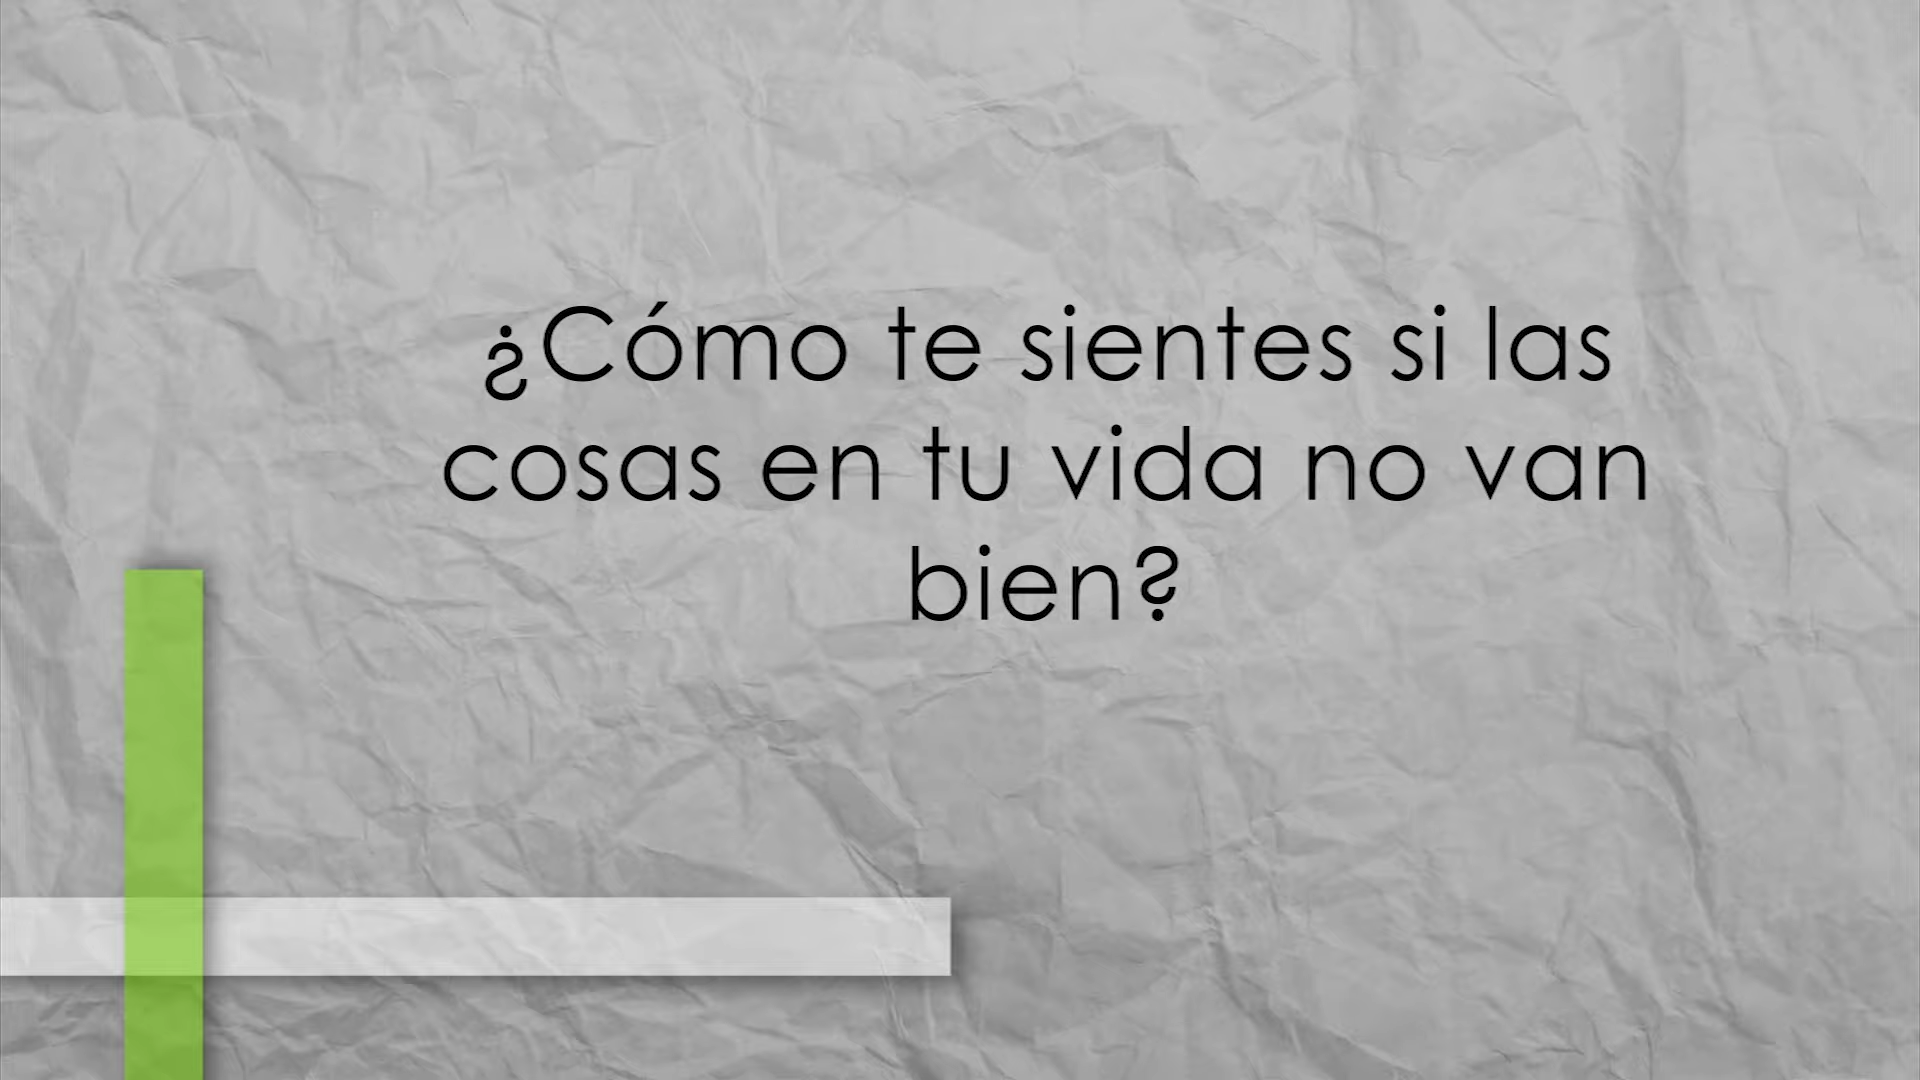 ¿Cómo te sientes si las
cosas en tu vida no van
bien?